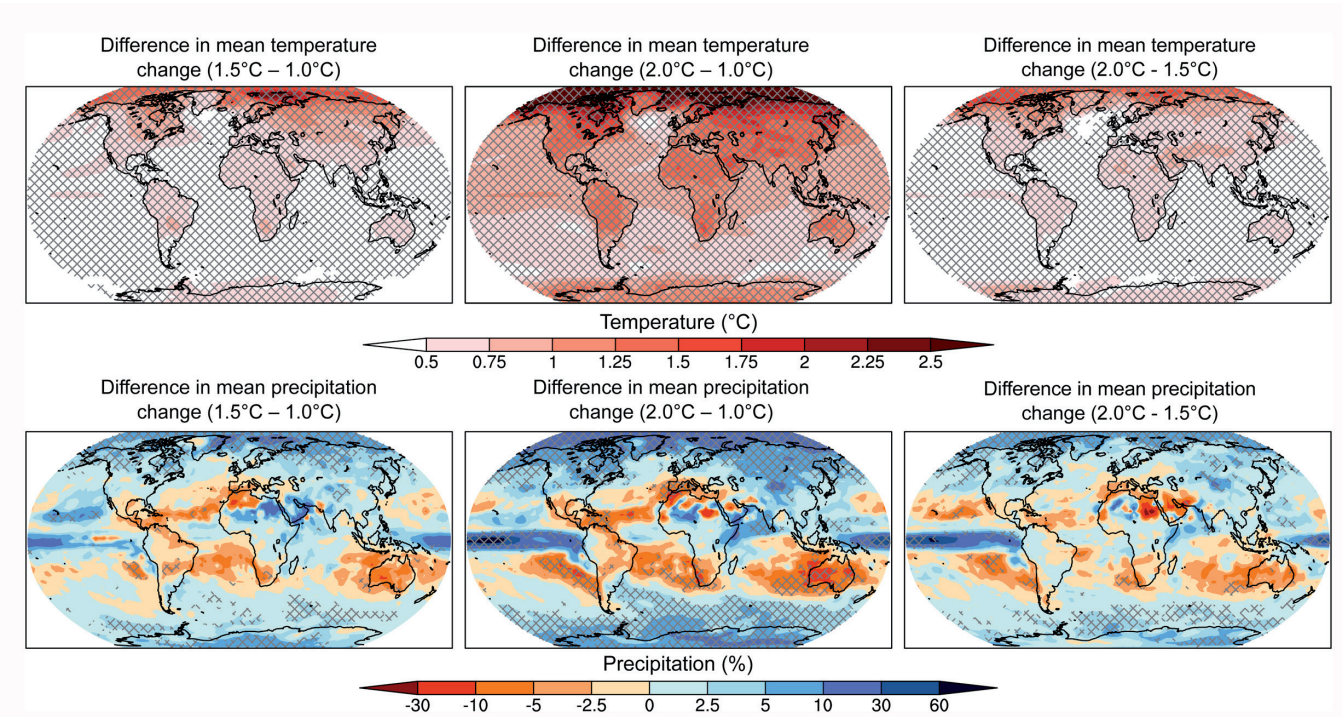 Difference in mean temperature
change (1.5°C – 1.0°C)
Difference in mean temperature
change (2.0°C – 1.0°C)
Difference in mean temperature
change (2.0°C - 1.5°C)
Temperature (°C)
0.5 0.75 1 1.25 1.5 1.75 2 2.25 2.5
Difference in mean precipitation
change (1.5°C – 1.0°C)
Difference in mean precipitation
change (2.0°C – 1.0°C)
Difference in mean precipitation
change (2.0°C - 1.5°C)
Precipitation (%)
-30 -10 -5 -2.5 0 2.5 5 10 30 60